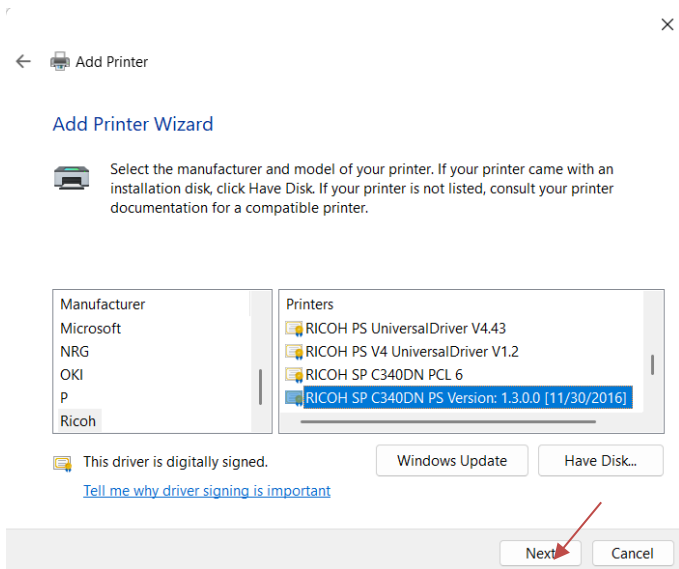 Add Printer
Add Printer Wizard
Select the manufacturer and model of your printer. If your printer came with an
installation disk, click Have Disk. If your printer is not listed, consult your printer
documentation for a compatible printer.
Manufacturer
Microsoft
NRG
OKI
P
Ricoh
Printers
RICOH PS UniversalDriver V4.43
RICOH PS V4 UniversalDriver V1.2
RICOH SP C340DN PCL 6
RICOH SP C340DN PS Version: 1.3.0.0 [11/30/2016]
This driver is digitally signed.
Tell me why driver signing is important
Windows Update
Have Disk...
Next
Cancel